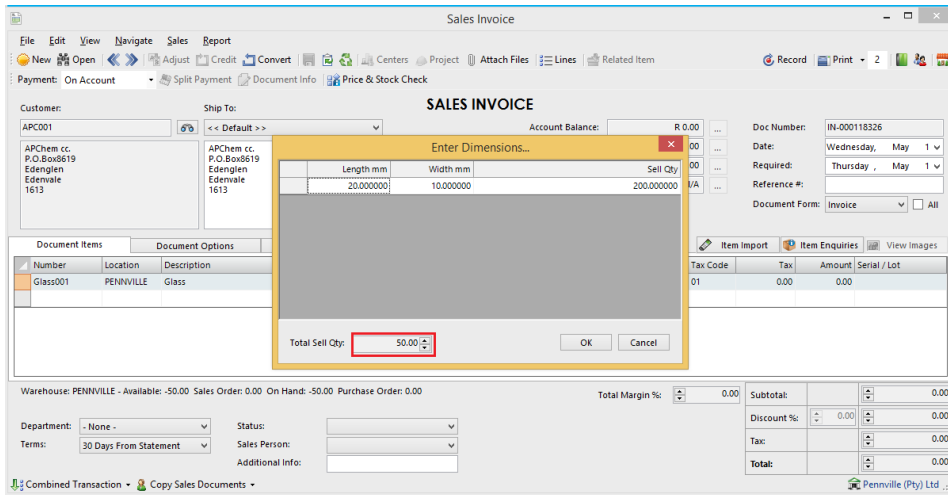 Sales Invoice
File Edit View Navigate Sales Report
New Open Adjust Credit Convert Centers Project Attach Files Lines Related Item Record Print 2
Payment: On Account Split Payment Document Info Price & Stock Check
SALES INVOICE
Customer: Ship To:
APC001 << Default >> Account Balance: R 0.00 ... Doc Number: IN-000118326
APChem cc. APChem cc. Enter Dimensions... 00 ... Date: Wednesday, May 1
P.O.Box8619 P.O.Box8619
Edenglen Edenglen Length mm Width mm Sell Qty 00 ... Required: Thursday , May 1
Edenvale Edenvale 20.000000 10.000000 200.000000 I/A ... Reference #:
1613 1613
Document Form: Invoice All
Document Items Document Options Item Import Item Enquiries View Images
Number Location Description Tax Code Tax Amount Serial / Lot
Glass001 PENNVILLE Glass 01 0.00 0.00
Total Sell Qty: 50.00 OK Cancel
Warehouse: PENNVILLE - Available: -50.00 Sales Order: 0.00 On Hand: -50.00 Purchase Order: 0.00
Total Margin %: 0.00 Subtotal: 0.00
Discount %: 0.00 0.00
Department: - None - Status:
Terms: 30 Days From Statement Sales Person: Tax: 0.00
Additional Info: Total: 0.00
Combined Transaction Copy Sales Documents Pennville (Pty) Ltd